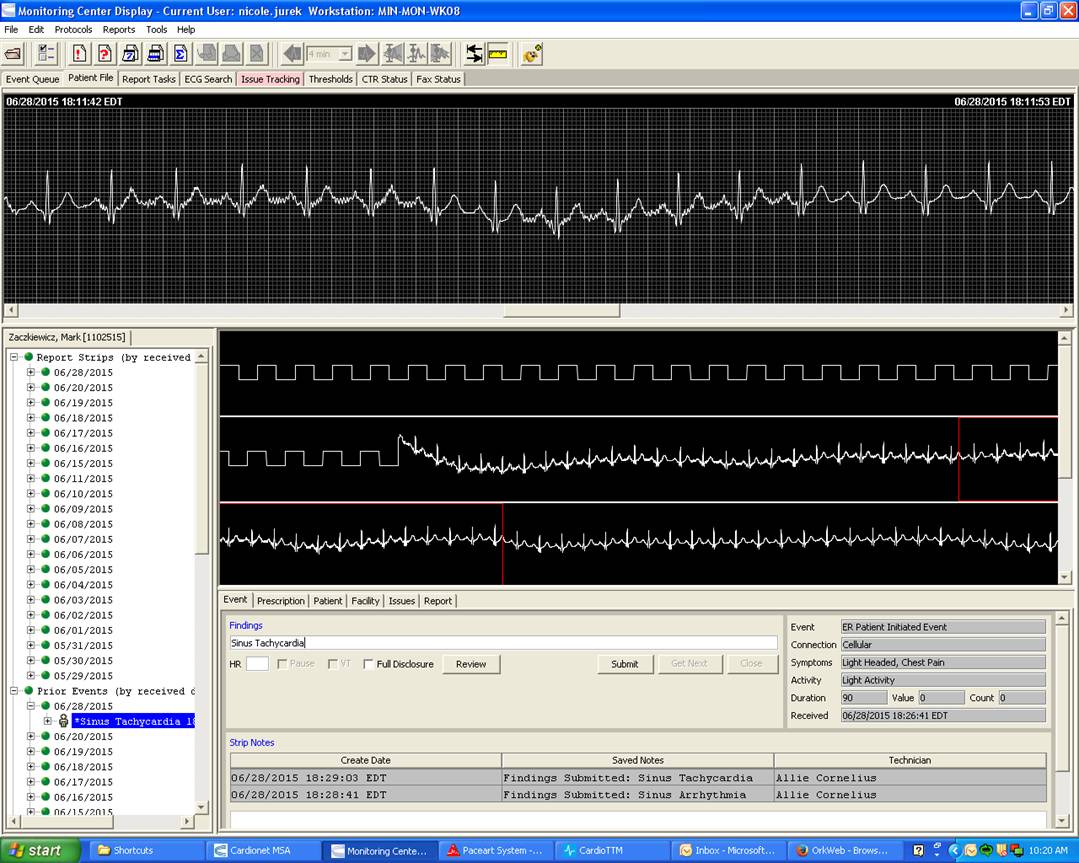 Monitoring Center Display - Current User: nicole.jurek Workstation: MIN-MON-WK08
File Edit Protocols Reports Tools Help
4 min
Event Queue Patient File Report Tasks ECG Search Issue Tracking Thresholds CTR Status Fax Status
06/28/2015 18:11:42 EDT 06/28/2015 18:11:53 EDT
Zaczkiewicz, Mark [1102515]
Report Strips (by received
06/28/2015
06/20/2015
06/19/2015
06/18/2015
06/17/2015
06/16/2015
06/15/2015
06/11/2015
06/10/2015
06/09/2015
06/08/2015
06/07/2015
06/06/2015
06/05/2015
06/04/2015
06/03/2015
06/02/2015
06/01/2015
05/31/2015
05/30/2015
05/29/2015
Prior Events (by received d
06/28/2015
*Sinus Tachycardia 18
06/20/2015
06/19/2015
06/18/2015
06/17/2015
06/16/2015
06/15/2015
Event Prescription Patient Facility Issues Report
Findings
Sinus Tachycardia
HR Pause VT Full Disclosure Review Submit Get Next Close
Event ER Patient Initiated Event
Connection Cellular
Symptoms Light Headed, Chest Pain
Activity Light Activity
Duration 90 Value 0 Count 0
Received 06/28/2015 18:26:41 EDT
Strip Notes
Create Date Saved Notes Technician
06/28/2015 18:29:03 EDT Findings Submitted: Sinus Tachycardia Allie Cornelius
06/28/2015 18:28:41 EDT Findings Submitted: Sinus Arrhythmia Allie Cornelius
start Shortcuts Cardionet MSA Monitoring Cente... Paceart System -... CardioTTM Inbox - Microsoft... OrkWeb - Brows... 10:20 AM